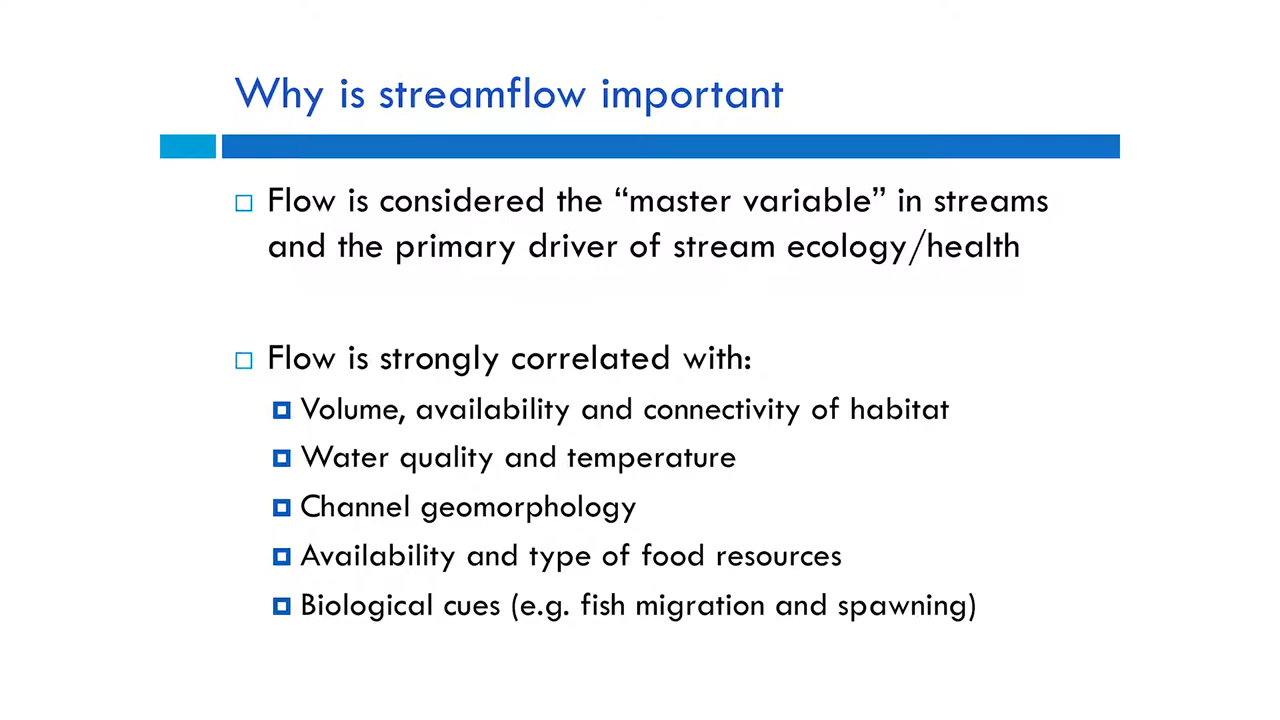 Why is streamflow important
Flow is considered the “master variable” in streams
and the primary driver of stream ecology/health
Flow is strongly correlated with:
Volume, availability and connectivity of habitat
Water quality and temperature
Channel geomorphology
Availability and type of food resources
Biological cues (e.g. fish migration and spawning)